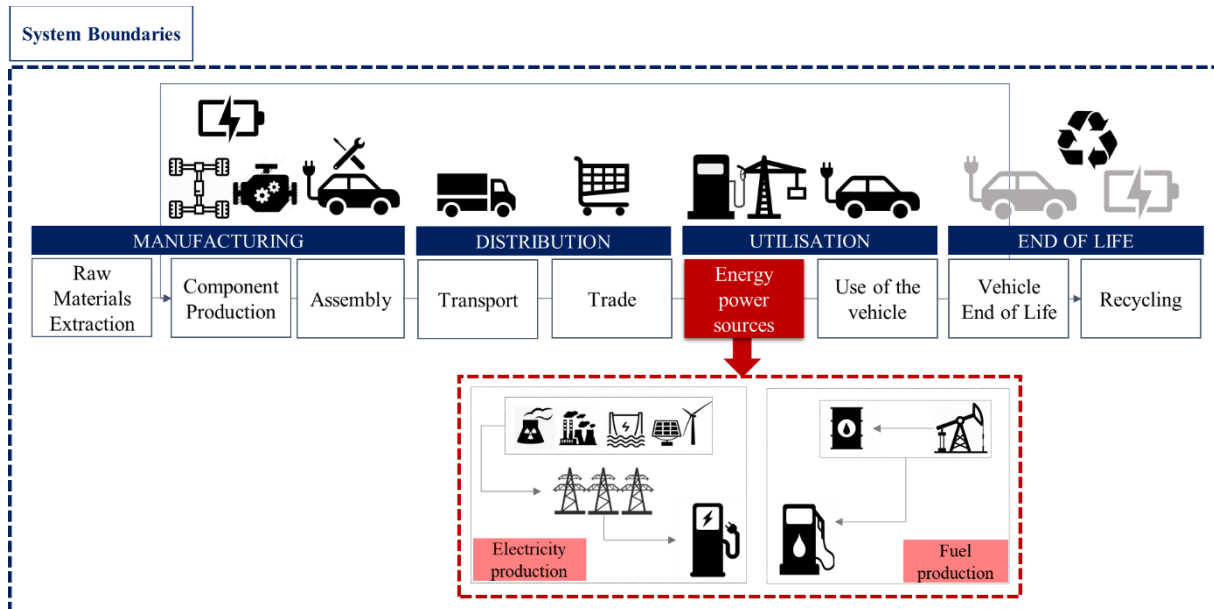 System Boundaries
MANUFACTURING
DISTRIBUTION
UTILISATION
END OF LIFE
Raw
Materials
Extraction
Component
Production
Assembly
Transport
Trade
Energy
power
sources
Use of the
vehicle
Vehicle
End of Life
Recycling
Electricity
production
Fuel
production